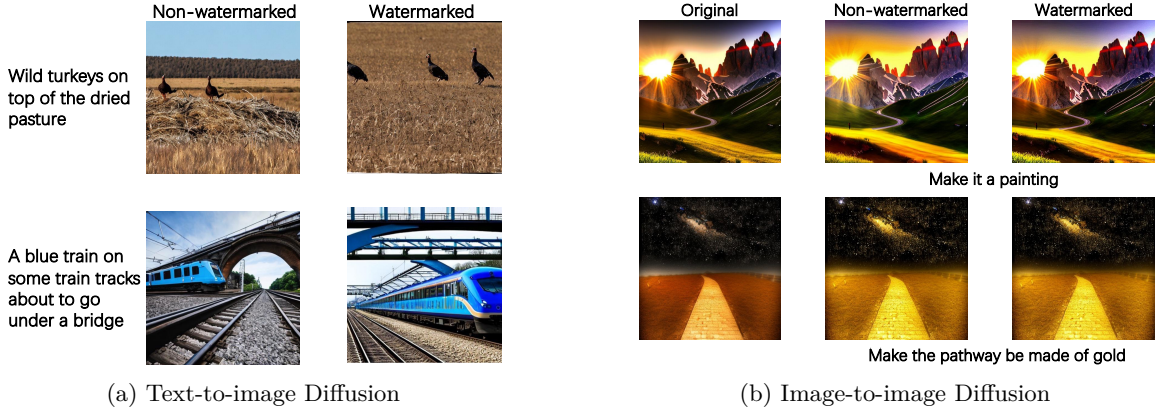 Non-watermarked Watermarked
Wild turkeys on
top of the dried
pasture
A blue train on
some train tracks
about to go
under a bridge
(a) Text-to-image Diffusion
Original Non-watermarked Watermarked
Make it a painting
Make the pathway be made of gold
(b) Image-to-image Diffusion